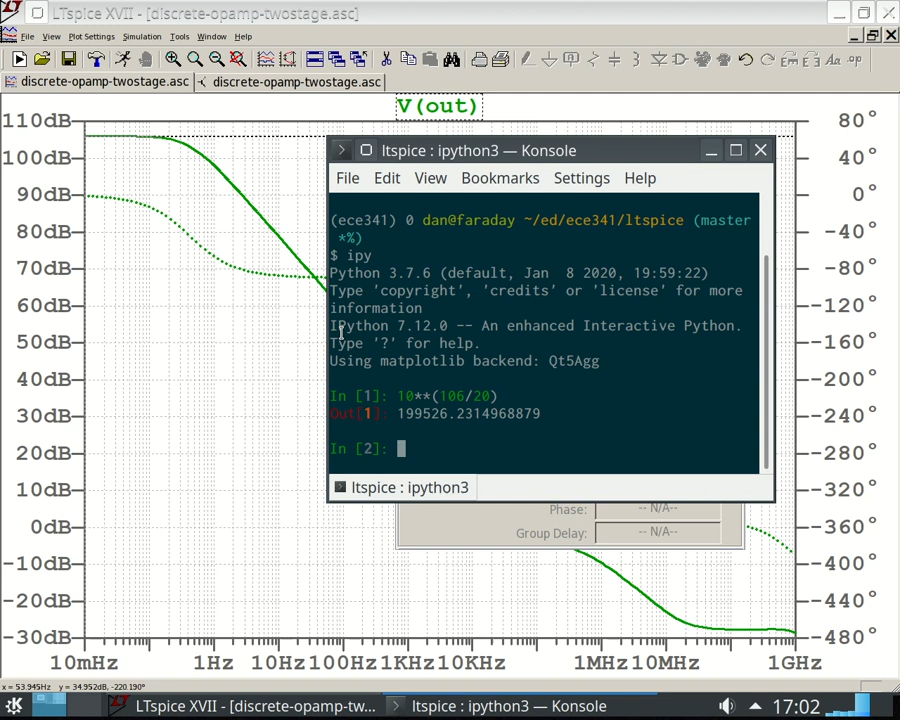 LTspice XVII - [discrete-opamp-twostage.asc]
File View Plot Settings Simulation Tools Window Help
discrete-opamp-twostage.asc discrete-opamp-twostage.asc
V(out)
110dB 80°
100dB 40°
90dB 0°
80dB -40°
70dB -80°
60dB -120°
50dB -160°
40dB -200°
30dB -240°
20dB -280°
10dB -320°
0dB -360°
-10dB -400°
-20dB -440°
-30dB -480°
10mHz 1Hz 10Hz 100Hz 1KHz 10KHz 1MHz 10MHz 1GHz
ltspice : ipython3 — Konsole
File Edit View Bookmarks Settings Help
(ece341) 0 dan@faraday ~/ed/ece341/ltspice (master
*%)
$ ipy
Python 3.7.6 (default, Jan  8 2020, 19:59:22)
Type 'copyright', 'credits' or 'license' for more
information
IPython 7.12.0 -- An enhanced Interactive Python.
Type '?' for help.
Using matplotlib backend: Qt5Agg
In [1]: 10**(106/20)
Out[1]: 199526.2314968879
In [2]:
ltspice : ipython3
Phase: -- N/A--
Group Delay: -- N/A--
x = 53.945Hz y = 34.952dB, -220.190°
LTspice XVII - [discrete-opamp-tw... ltspice : ipython3 — Konsole 17:02